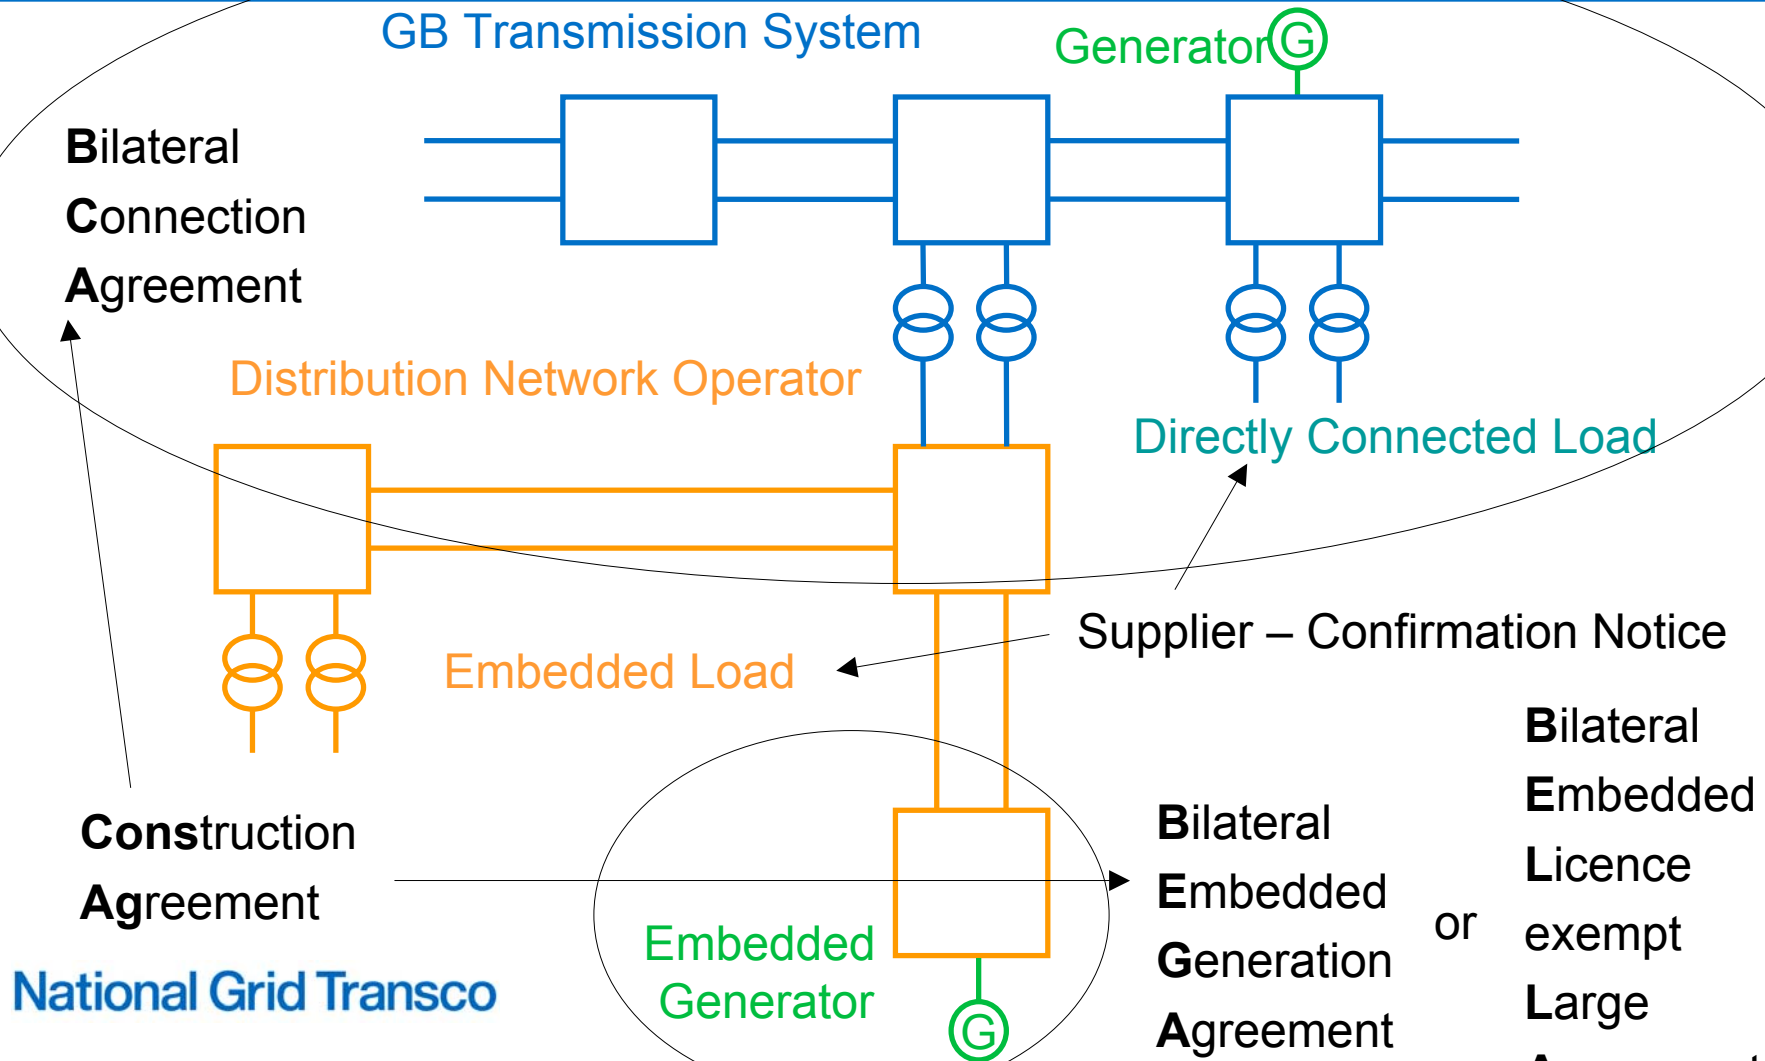 GB Transmission System
Generator G
Bilateral
Connection
Agreement
Distribution Network Operator
Directly Connected Load
Supplier – Confirmation Notice
Embedded Load
Construction
Agreement
Bilateral
Embedded
Generation
Agreement
or
Bilateral
Embedded
Licence
exempt
Large
Embedded
Generator
G
National Grid Transco